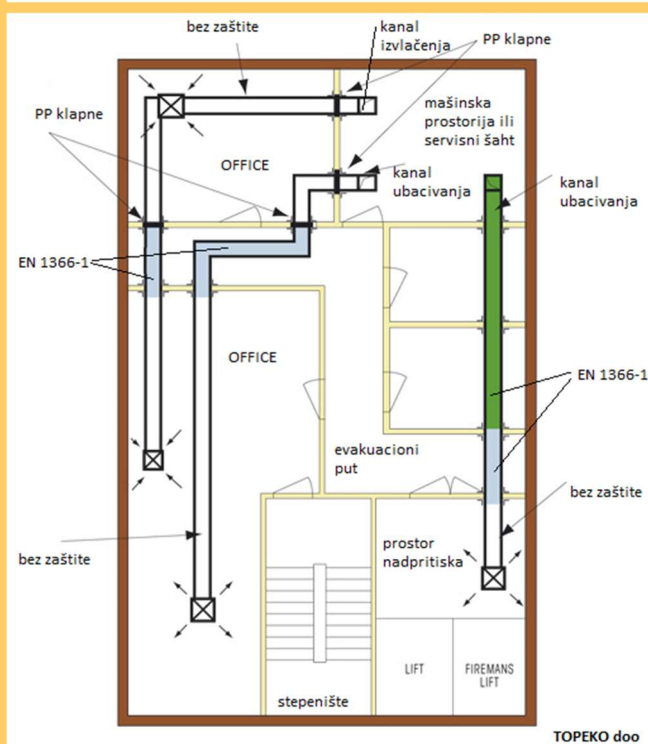 bez zaštite
kanal
izvlačenja
PP klapne
PP klapne
mašinska
prostorija ili
servisni šaht
OFFICE
kanal
ubacivanja
kanal
ubacivanja
EN 1366-1
OFFICE
EN 1366-1
evakuacioni
put
bez zaštite
bez zaštite
prostor
nadpritiska
LIFT
FIREMANS
LIFT
stepenište
TOPEKO doo